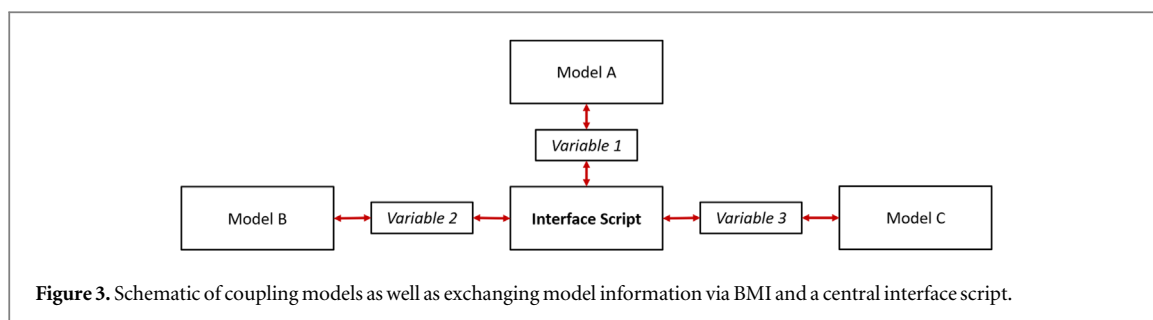 Model A
Variable 1
Model B
Variable 2
Interface Script
Variable 3
Model C
Figure 3. Schematic of coupling models as well as exchanging model information via BMI and a central interface script.